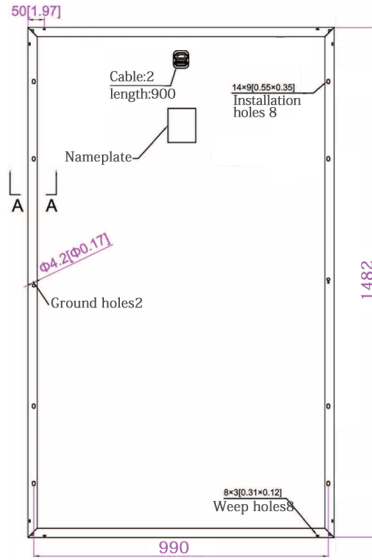 50[1.97]
Cable:2
length:900
14×9[0.55×0.35]
Installation
holes 8
Nameplate
A A
Φ4.2[Φ0.17]
Ground holes2
1482
8×3[0.31×0.12]
Weep holes8
990